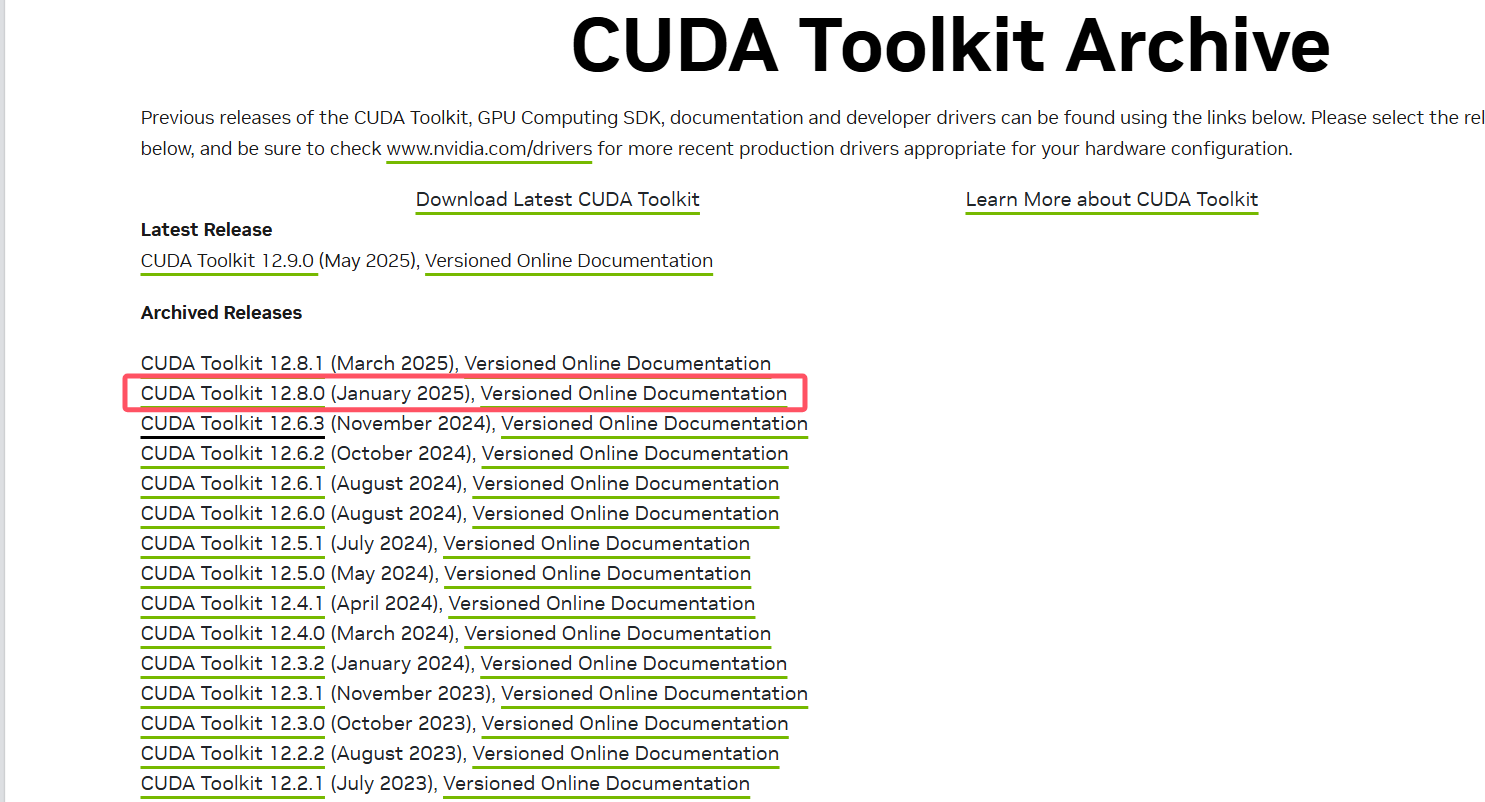 CUDA Toolkit Archive
Previous releases of the CUDA Toolkit, GPU Computing SDK, documentation and developer drivers can be found using the links below. Please select the rel
below, and be sure to check www.nvidia.com/drivers for more recent production drivers appropriate for your hardware configuration.
Download Latest CUDA Toolkit Learn More about CUDA Toolkit
Latest Release
CUDA Toolkit 12.9.0 (May 2025), Versioned Online Documentation
Archived Releases
CUDA Toolkit 12.8.1 (March 2025), Versioned Online Documentation
CUDA Toolkit 12.8.0 (January 2025), Versioned Online Documentation
CUDA Toolkit 12.6.3 (November 2024), Versioned Online Documentation
CUDA Toolkit 12.6.2 (October 2024), Versioned Online Documentation
CUDA Toolkit 12.6.1 (August 2024), Versioned Online Documentation
CUDA Toolkit 12.6.0 (August 2024), Versioned Online Documentation
CUDA Toolkit 12.5.1 (July 2024), Versioned Online Documentation
CUDA Toolkit 12.5.0 (May 2024), Versioned Online Documentation
CUDA Toolkit 12.4.1 (April 2024), Versioned Online Documentation
CUDA Toolkit 12.4.0 (March 2024), Versioned Online Documentation
CUDA Toolkit 12.3.2 (January 2024), Versioned Online Documentation
CUDA Toolkit 12.3.1 (November 2023), Versioned Online Documentation
CUDA Toolkit 12.3.0 (October 2023), Versioned Online Documentation
CUDA Toolkit 12.2.2 (August 2023), Versioned Online Documentation
CUDA Toolkit 12.2.1 (July 2023), Versioned Online Documentation